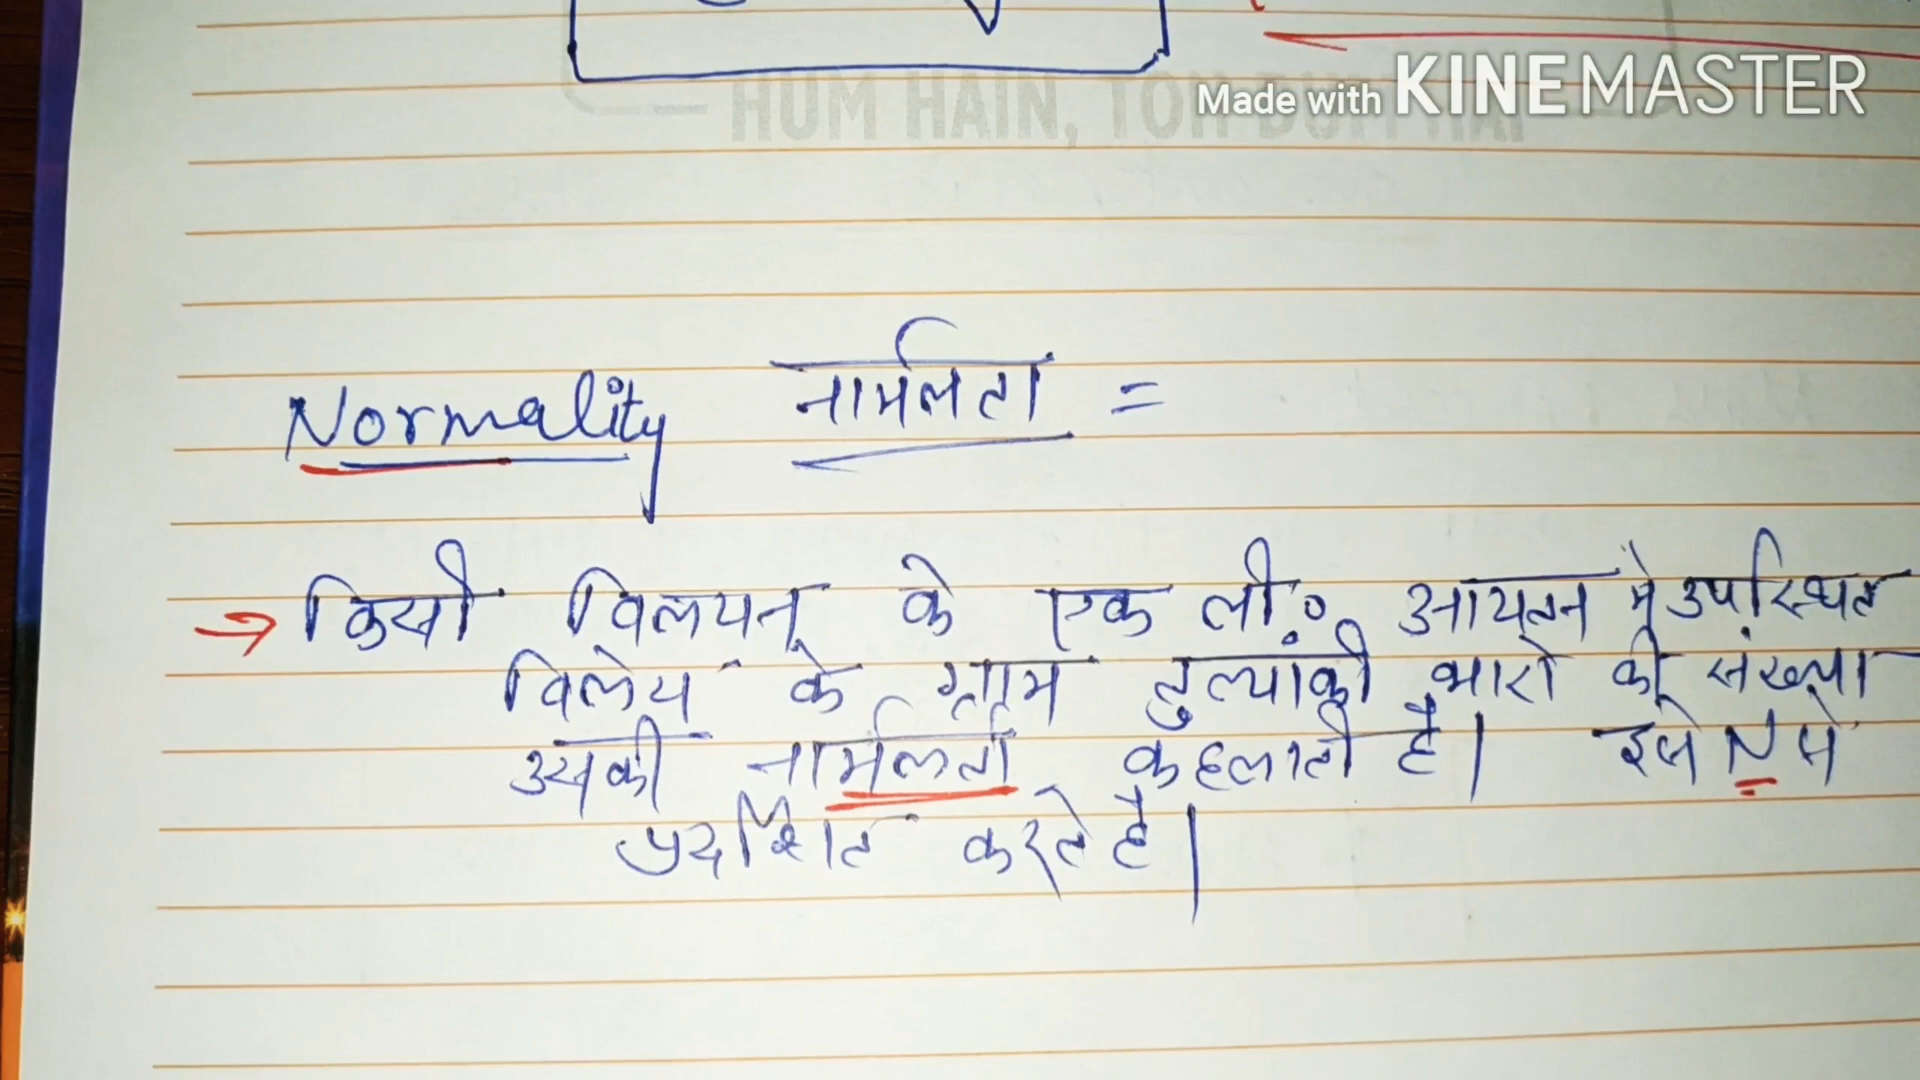 HUM HAIN, TOH
Made with KINEMASTER
Normality नार्मलता =
→ किसी विलयन के एक ली॰ आयतन मे उपस्थित
विलेय के ग्राम तुल्यांकी भारो की संख्या
उसकी नार्मलता कहलाती है। इसे N से
प्रदर्शित करते है।